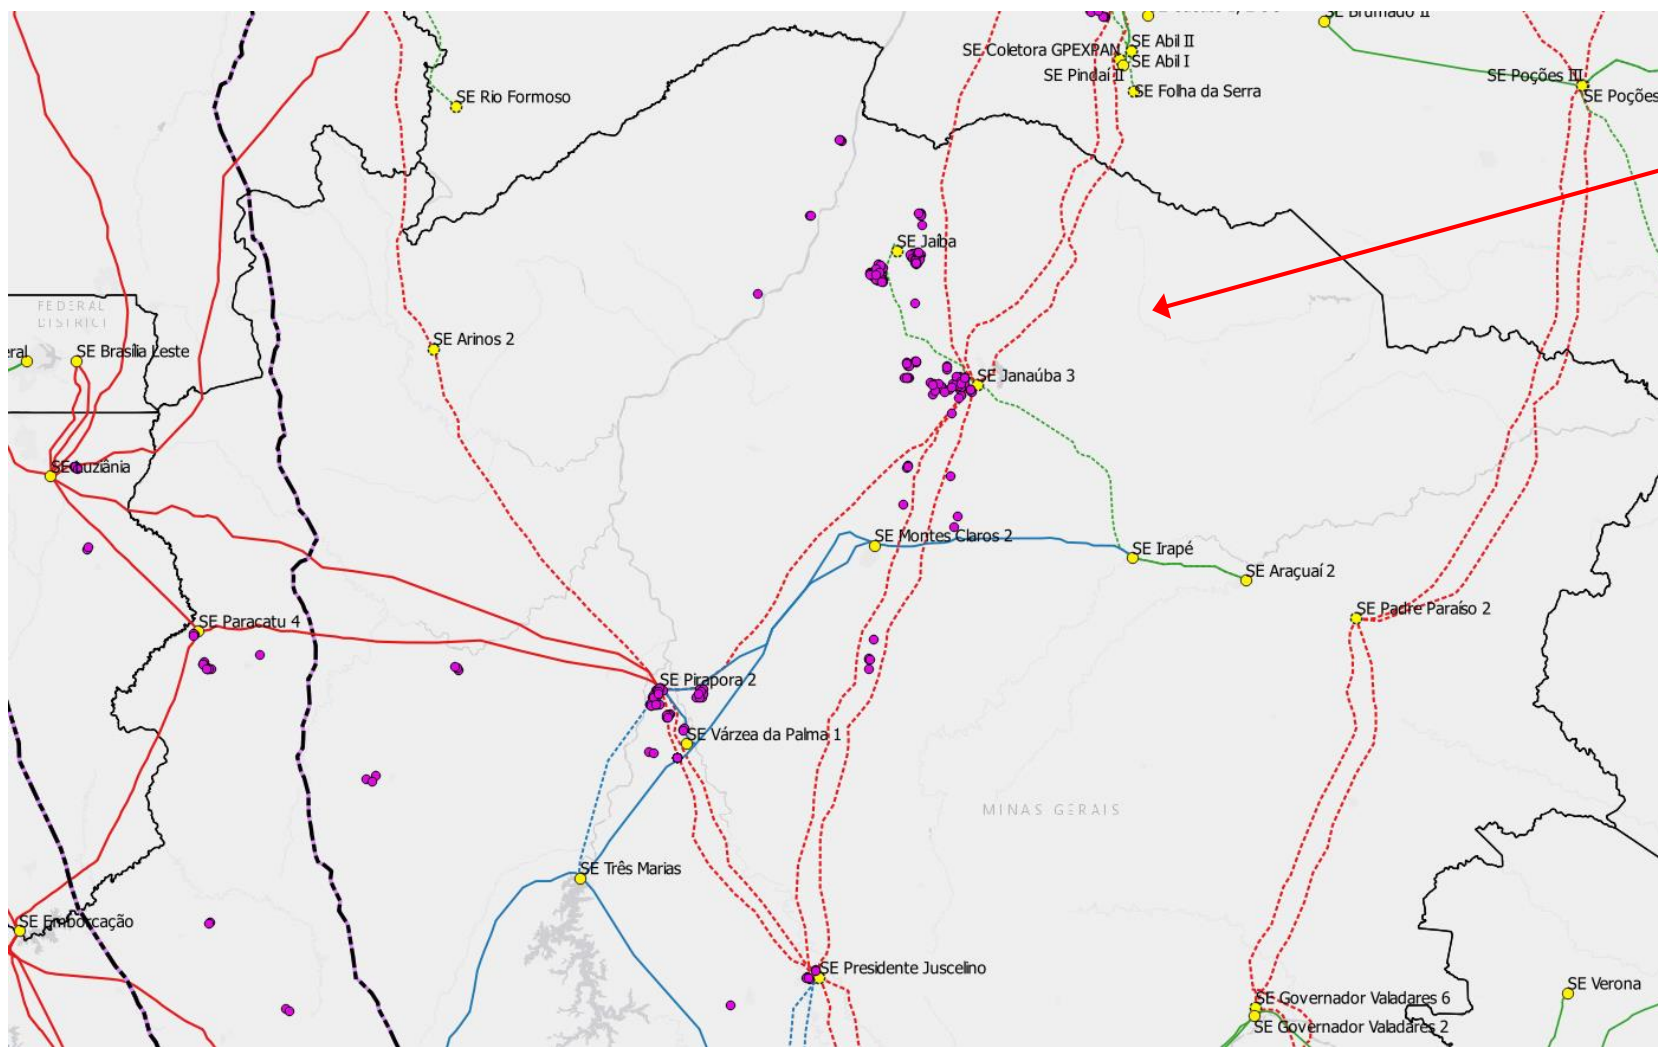 SE Brumado II
SE Abil II
SE Coletora GPEXPAN
SE Abil I
SE Pindaí II
SE Folha da Serra
SE Poções III
SE Poções
SE Rio Formoso
SE Jaíba
FEDERAL
DISTRICT
SE Arinos 2
eral
SE Brasília Leste
SE Janaúba 3
SE Luziânia
SE Montes Claros 2
SE Irapé
SE Araçuaí 2
SE Padre Paraíso 2
SE Paracatu 4
SE Pirapora 2
SE Várzea da Palma 1
MINAS GERAIS
SE Três Marias
SE Emborcação
SE Presidente Juscelino
SE Verona
SE Governador Valadares 6
SE Governador Valadares 2